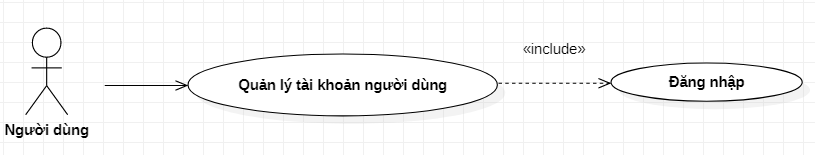 «include»
Quản lý tài khoản người dùng
Đăng nhập
Người dùng